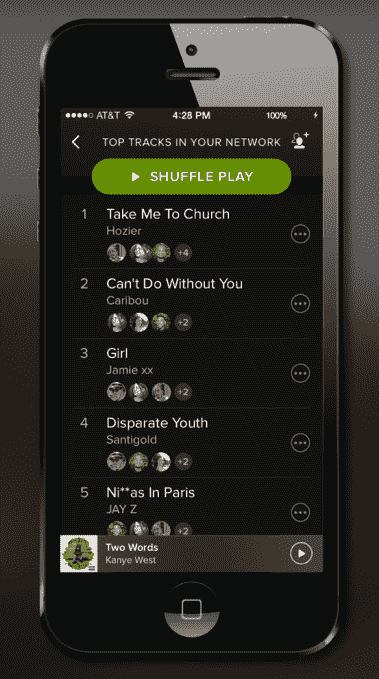 AT&T 4:28 PM 100%
TOP TRACKS IN YOUR NETWORK
SHUFFLE PLAY
1 Take Me To Church
Hozier
+4
2 Can't Do Without You
Caribou
+2
3 Girl
Jamie xx
+2
4 Disparate Youth
Santigold
+2
5 Ni**as In Paris
JAY Z
+2
Two Words
Kanye West